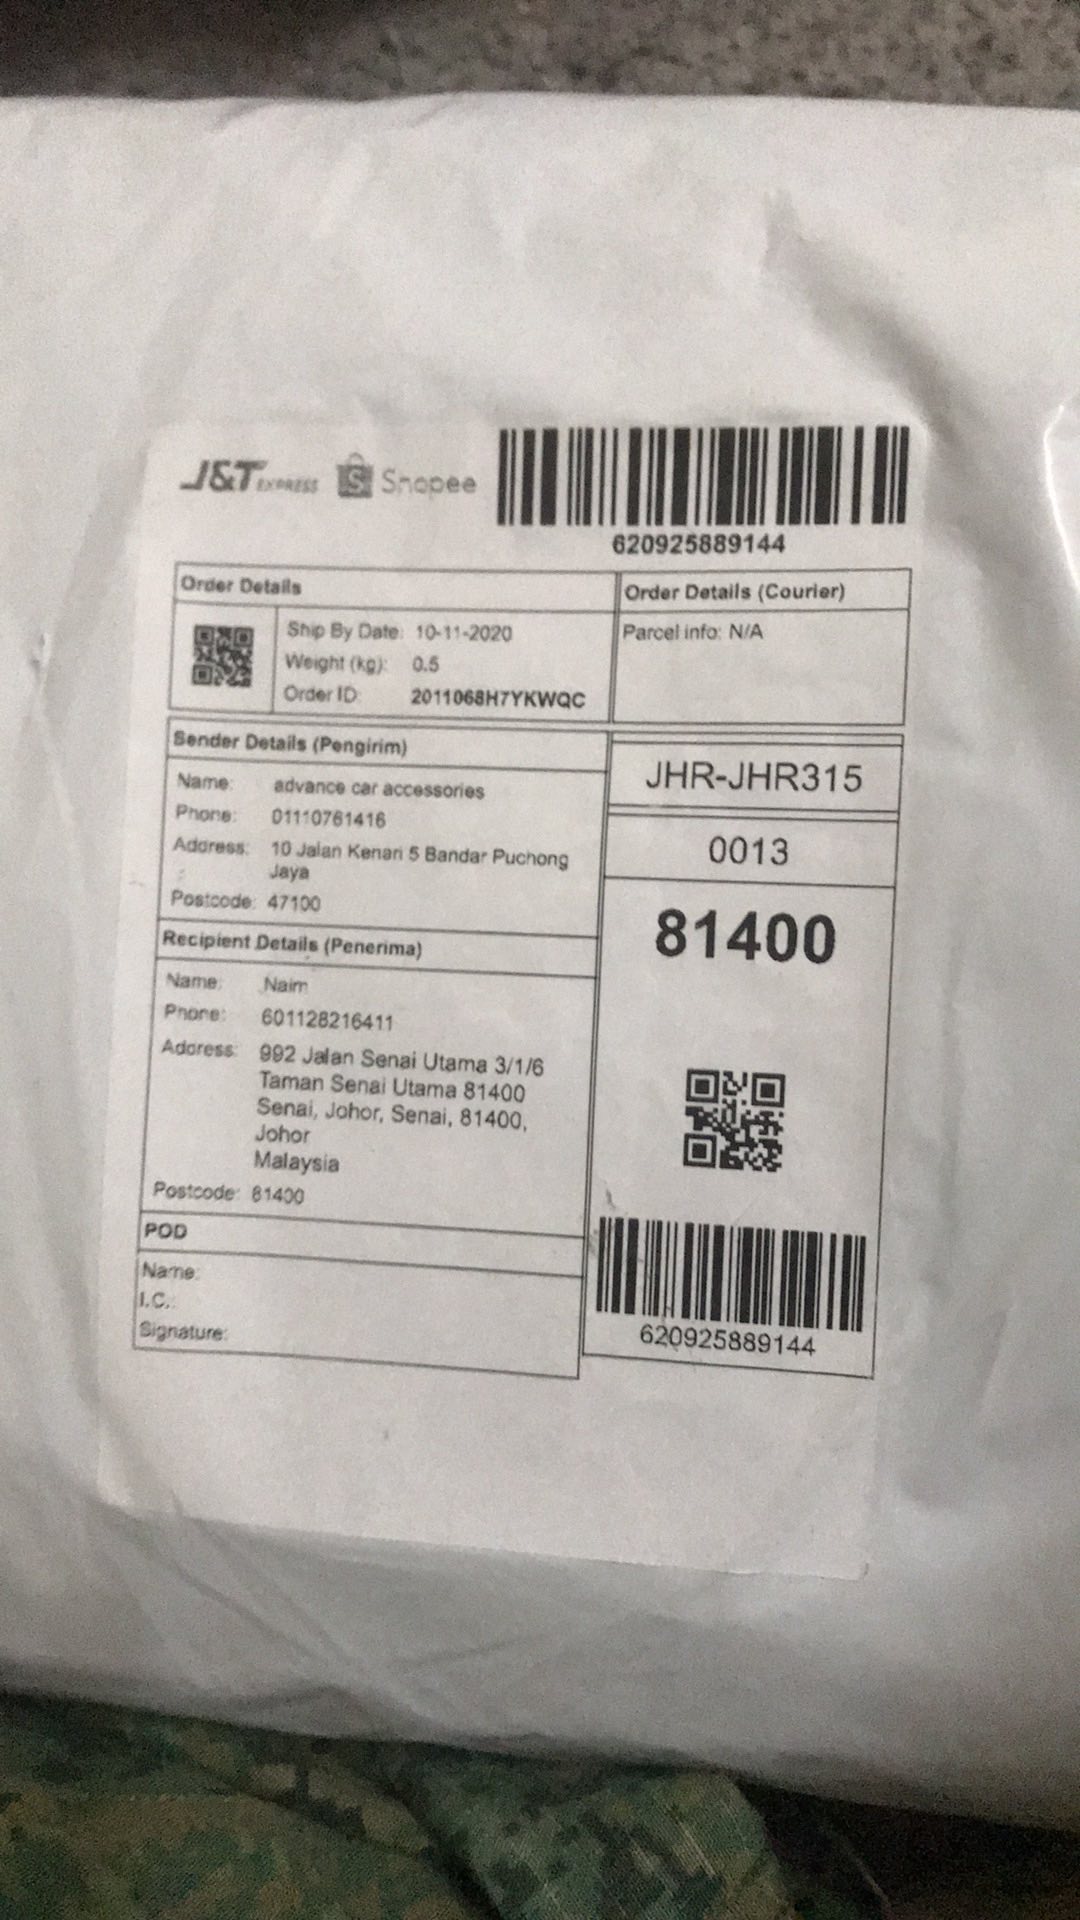 J&T EXPRESS Shopee
620925889144
Order Details
Ship By Date: 10-11-2020
Weight (kg): 0.5
Order ID: 2011068H7YKWQC
Order Details (Courier)
Parcel info: N/A
Sender Details (Pengirim)
Name: advance car accessories
Phone: 01110761416
Address: 10 Jalan Kenari 5 Bandar Puchong
Jaya
Postcode: 47100
JHR-JHR315
0013
81400
Recipient Details (Penerima)
Name: Naim
Phone: 601128216411
Address: 992 Jalan Senai Utama 3/1/6
Taman Senai Utama 81400
Senai, Johor, Senai, 81400,
Johor
Malaysia
Postcode: 81400
POD
Name:
I.C.:
Signature:
620925889144